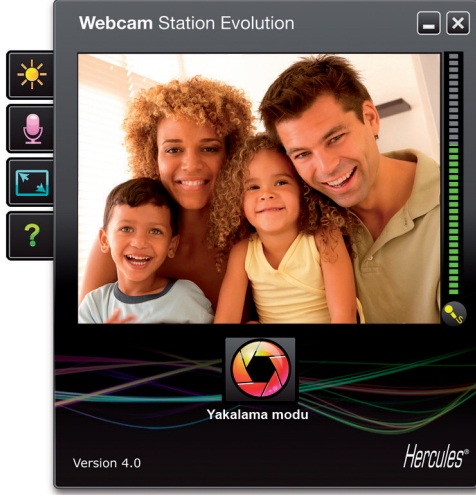 Webcam Station Evolution
?
Yakalama modu
Version 4.0
Hercules®